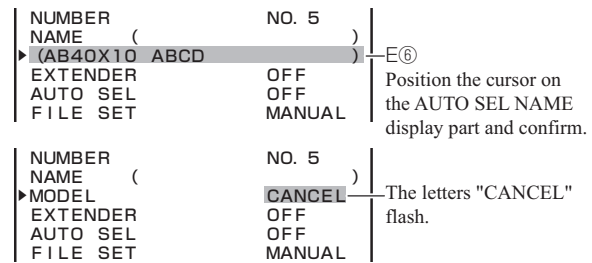 NUMBER NO. 5
NAME ( )
▶ (AB40X10 ABCD ) E⑥
EXTENDER OFF
AUTO SEL OFF
FILE SET MANUAL
Position the cursor on
the AUTO SEL NAME
display part and confirm.
NUMBER NO. 5
NAME ( )
▶MODEL CANCEL
EXTENDER OFF
AUTO SEL OFF
FILE SET MANUAL
The letters "CANCEL"
flash.